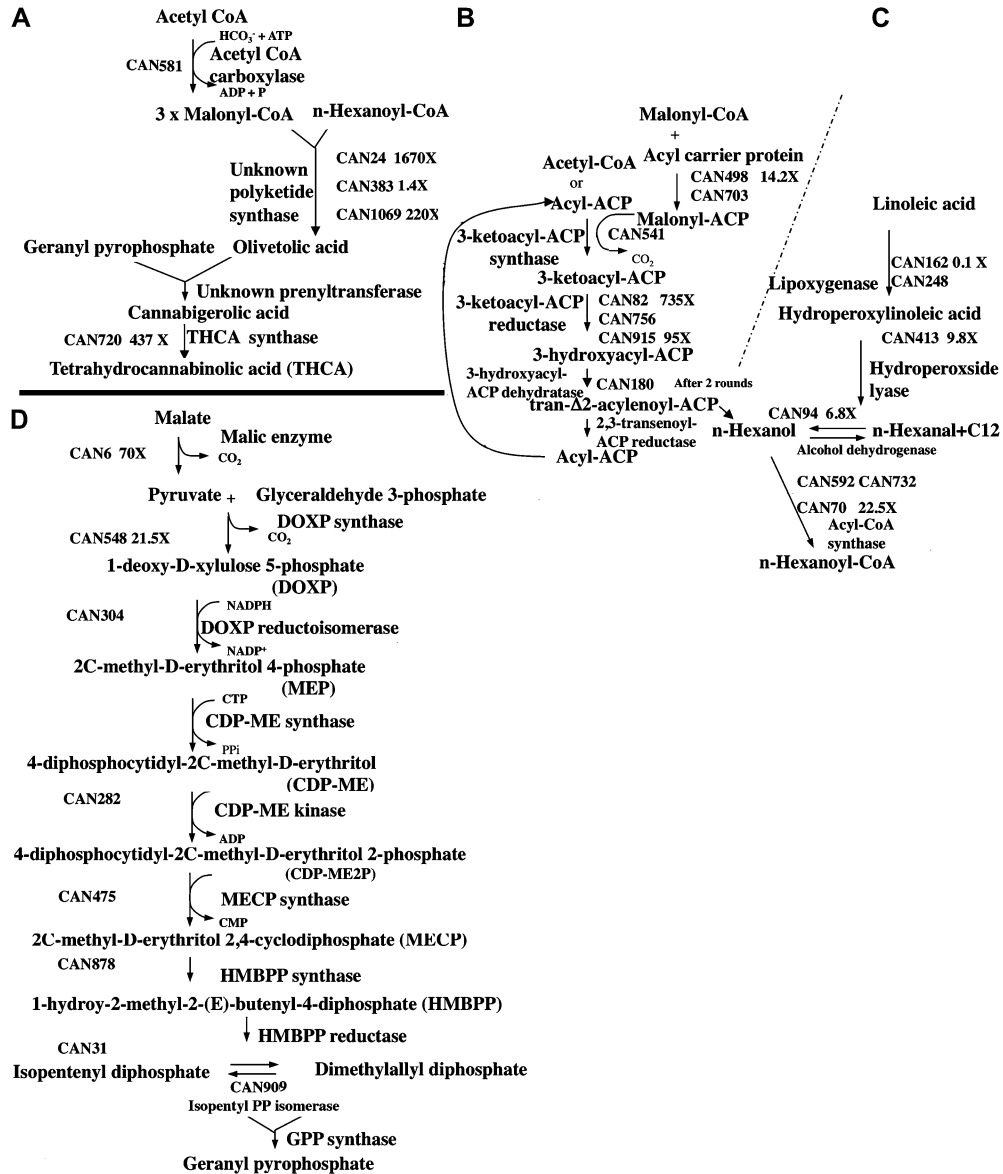 A
Acetyl CoA
HCO3- + ATP
CAN581
Acetyl CoA
carboxylase
ADP + P
3 x Malonyl-CoA
n-Hexanoyl-CoA
Unknown
polyketide
synthase
CAN24 1670X
CAN383 1.4X
CAN1069 220X
Geranyl pyrophosphate
Olivetolic acid
Unknown prenyltransferase
Cannabigerolic acid
CAN720 437 X
THCA synthase
Tetrahydrocannabinolic acid (THCA)
B
Malonyl-CoA
+
Acyl carrier protein
CAN498 14.2X
CAN703
Acetyl-CoA
or
Acyl-ACP
Malonyl-ACP
3-ketoacyl-ACP
synthase
CAN541
CO2
3-ketoacyl-ACP
3-ketoacyl-ACP
reductase
CAN82 735X
CAN756
CAN915 95X
3-hydroxyacyl-ACP
3-hydroxyacyl-
ACP dehydratase
CAN180
After 2 rounds
tran-Δ2-acylenoyl-ACP
2,3-transenoyl-
ACP reductase
Acyl-ACP
C
Linoleic acid
CAN162 0.1 X
CAN248
Lipoxygenase
Hydroperoxylinoleic acid
CAN413 9.8X
Hydroperoxside
lyase
CAN94 6.8X
n-Hexanol
n-Hexanal+C12
Alcohol dehydrogenase
CAN592 CAN732
CAN70 22.5X
Acyl-CoA
synthase
n-Hexanoyl-CoA
D
Malate
CAN6 70X
Malic enzyme
CO2
Pyruvate + Glyceraldehyde 3-phosphate
DOXP synthase
CO2
CAN548 21.5X
1-deoxy-D-xylulose 5-phosphate
(DOXP)
NADPH
CAN304
DOXP reductoisomerase
NADP+
2C-methyl-D-erythritol 4-phosphate
(MEP)
CTP
CDP-ME synthase
PPi
4-diphosphocytidyl-2C-methyl-D-erythritol
(CDP-ME)
CAN282
CDP-ME kinase
ADP
4-diphosphocytidyl-2C-methyl-D-erythritol 2-phosphate
(CDP-ME2P)
CAN475
MECP synthase
CMP
2C-methyl-D-erythritol 2,4-cyclodiphosphate (MECP)
CAN878
HMBPP synthase
1-hydroy-2-methyl-2-(E)-butenyl-4-diphosphate (HMBPP)
HMBPP reductase
CAN31
Isopentenyl diphosphate
Dimethylallyl diphosphate
CAN909
Isopentyl PP isomerase
GPP synthase
Geranyl pyrophosphate